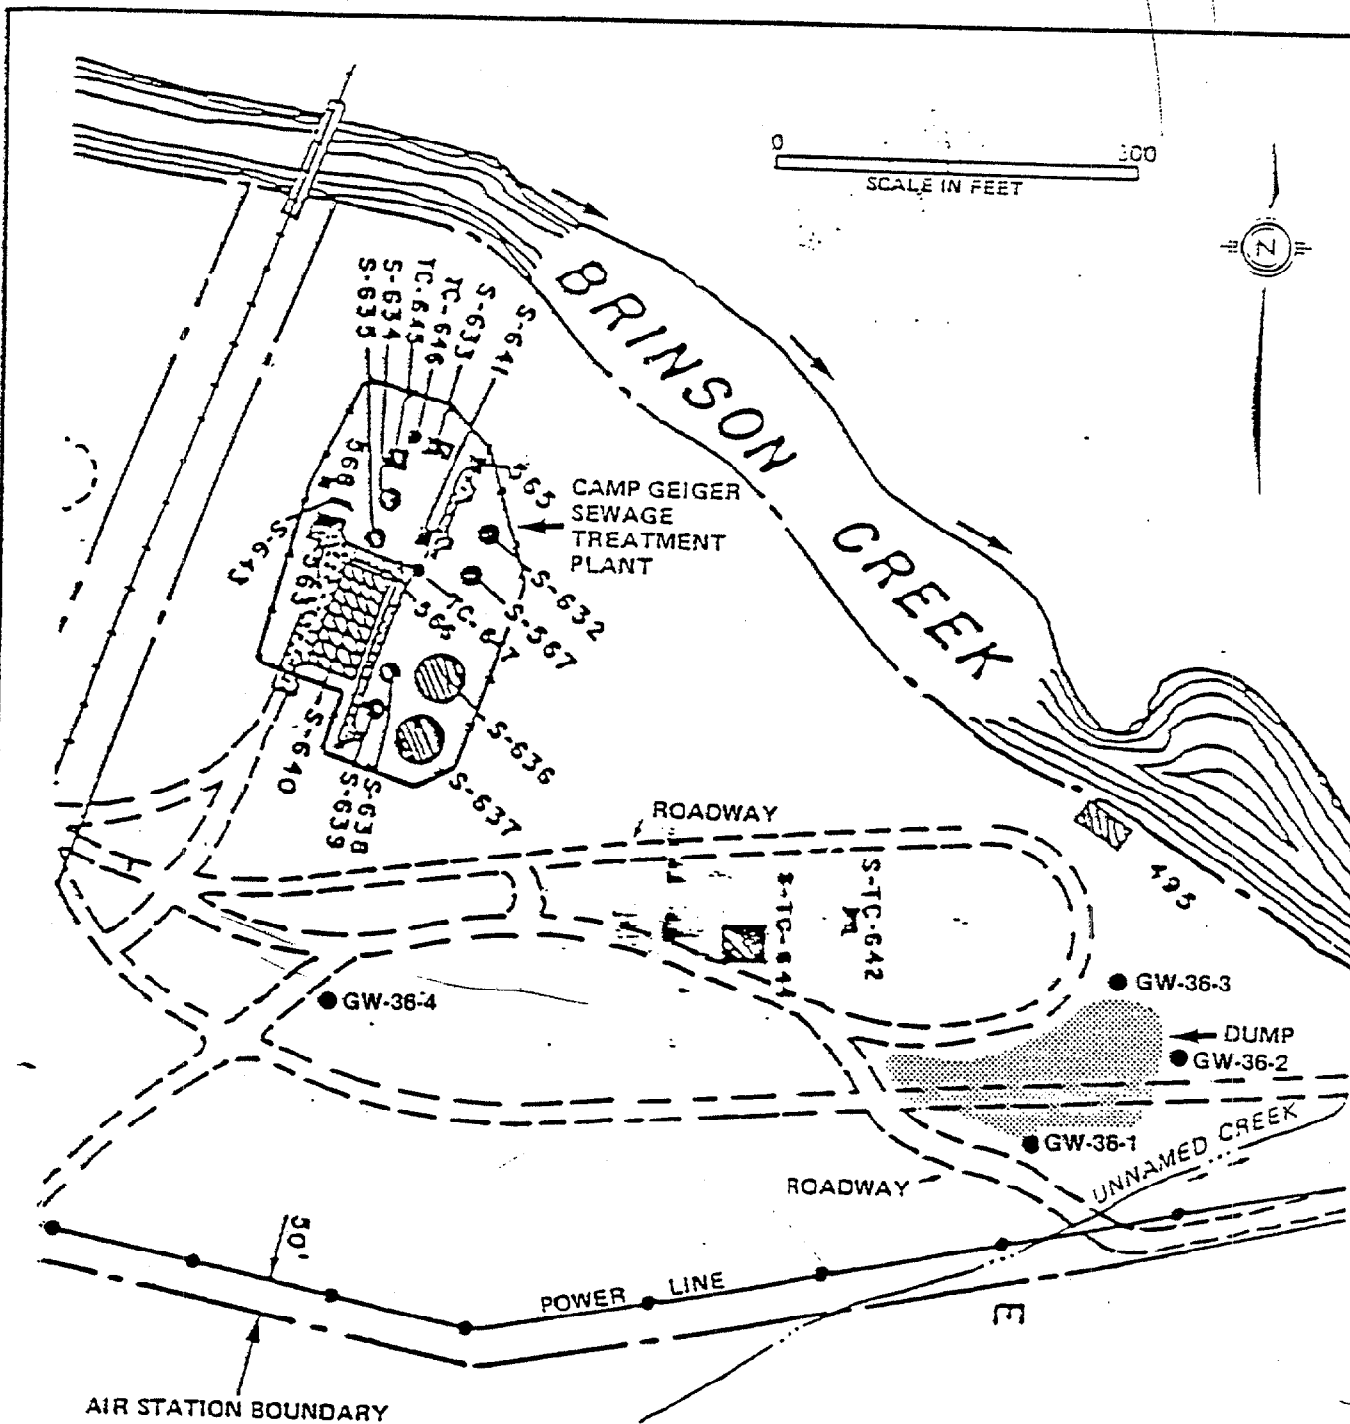 0
300
SCALE IN FEET
N
BRINSON
CREEK
S-635
S-634
TC-645
TC-646
S-633
S-641
565
566
S-643
563
CAMP GEIGER
SEWAGE
TREATMENT
PLANT
S-632
S-567
TC-647
S-636
S-637
S-640
S-639
S-638
ROADWAY
495
S-TC-642
S-TC-644
GW-36-4
GW-36-3
DUMP
GW-36-2
GW-36-1
UNNAMED CREEK
ROADWAY
50'
POWER LINE
E
AIR STATION BOUNDARY